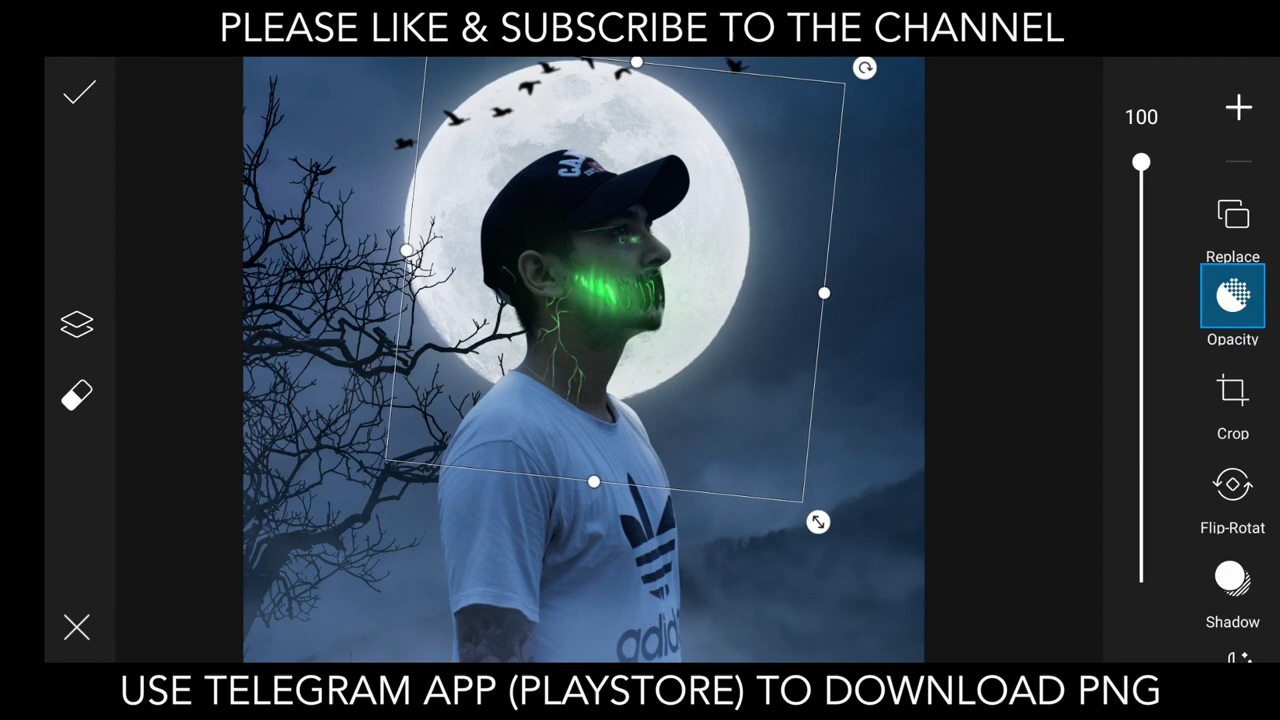 PLEASE LIKE & SUBSCRIBE TO THE CHANNEL
100
Replace
Opacity
Crop
Flip-Rotat
Shadow
USE TELEGRAM APP (PLAYSTORE) TO DOWNLOAD PNG